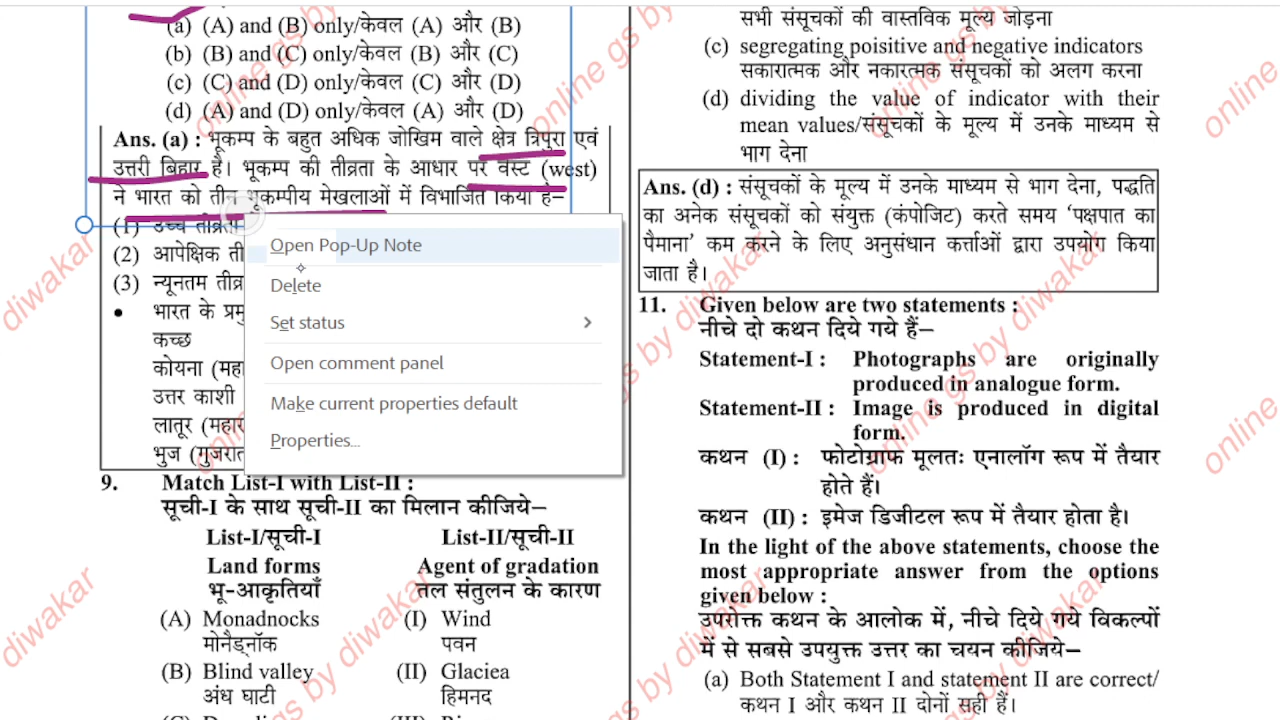 (a) (A) and (B) only/केवल (A) और (B)
(b) (B) and (C) only/केवल (B) और (C)
(c) (C) and (D) only/केवल (C) और (D)
(d) (A) and (D) only/केवल (A) और (D)
Ans. (a) : भूकम्प के बहुत अधिक जोखिम वाले क्षेत्र त्रिपुरा एवं
उत्तरी बिहार है। भूकम्प की तीव्रता के आधार पर वेस्ट (west)
ने भारत को तीन भूकम्पीय मेखलाओं में विभाजित किया है–
(1) उच्च तीव्रता
(2) आपेक्षिक ती
(3) न्यूनतम तीव्र
• भारत के प्रमु
कच्छ
कोयना (महा
उत्तर काशी
लातूर (महार
भुज (गुजरात
Open Pop-Up Note
Delete
Set status
Open comment panel
Make current properties default
Properties...
9. Match List-I with List-II :
सूची-I के साथ सूची-II का मिलान कीजिये–
List-I/सूची-I List-II/सूची-II
Land forms Agent of gradation
भू-आकृतियाँ तल संतुलन के कारण
(A) Monadnocks (I) Wind
मोनैड्नॉक पवन
(B) Blind valley (II) Glaciea
अंध घाटी हिमनद
सभी संसूचकों की वास्तविक मूल्य जोड़ना
(c) segregating poisitive and negative indicators
सकारात्मक और नकारत्मक संसूचकों को अलग करना
(d) dividing the value of indicator with their
mean values/संसूचकों के मूल्य में उनके माध्यम से
भाग देना
Ans. (d) : संसूचकों के मूल्य में उनके माध्यम से भाग देना, पद्धति
का अनेक संसूचकों को संयुक्त (कंपोजिट) करते समय 'पक्षपात का
पैमाना' कम करने के लिए अनुसंधान कर्त्ताओं द्वारा उपयोग किया
जाता है।
11. Given below are two statements :
नीचे दो कथन दिये गये हैं–
Statement-I : Photographs are originally
produced in analogue form.
Statement-II : Image is produced in digital
form.
कथन (I) : फोटोग्राफ मूलतः एनालॉग रूप में तैयार
होते हैं।
कथन (II) : इमेज डिजीटल रूप में तैयार होता है।
In the light of the above statements, choose the
most appropriate answer from the options
given below :
उपरोक्त कथन के आलोक में, नीचे दिये गये विकल्पों
में से सबसे उपयुक्त उत्तर का चयन कीजिये–
(a) Both Statement I and statement II are correct/
कथन I और कथन II दोनों सही हैं।
online gs by diwakar